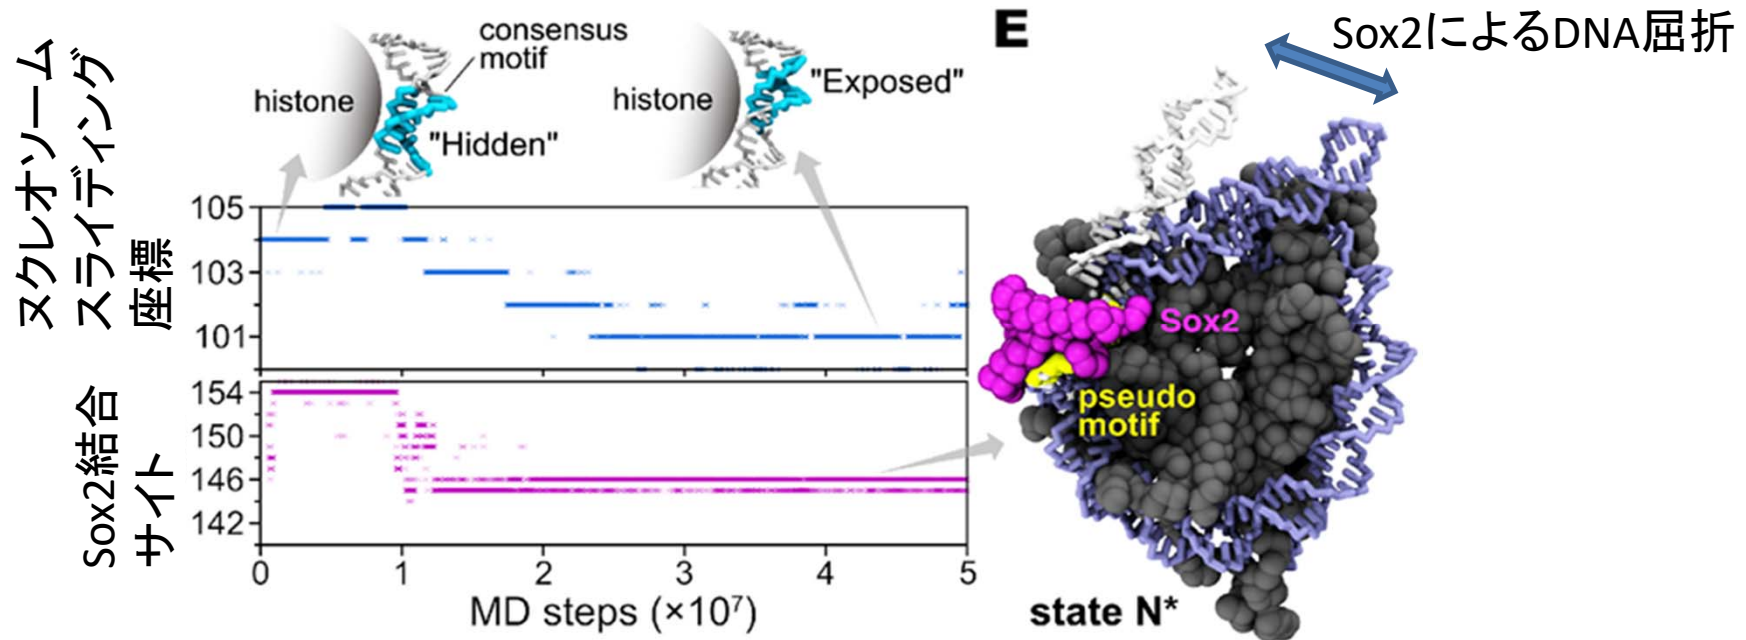 ヌクレオソーム
スライディング
座標
Sox2結合
サイト
histone
consensus
motif
"Hidden"
histone
"Exposed"
105
103
101
154
150
146
142
0 1 2 3 4 5
MD steps (×10⁷)
E
Sox2によるDNA屈折
Sox2
pseudo
motif
state N*